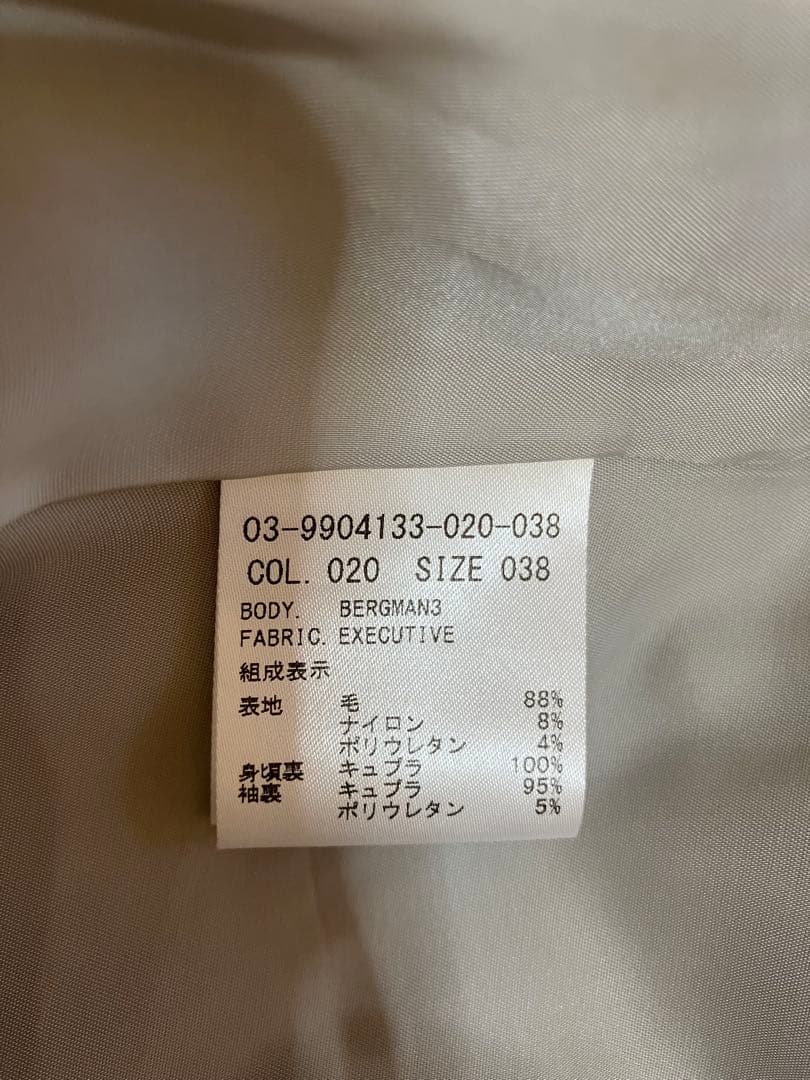 03-9904133-020-038
COL. 020 SIZE 038
BODY. BERGMAN3
FABRIC. EXECUTIVE
組成表示
表地 毛 88%
ナイロン 8%
ポリウレタン 4%
身頃裏 キュプラ 100%
袖裏 キュプラ 95%
ポリウレタン 5%